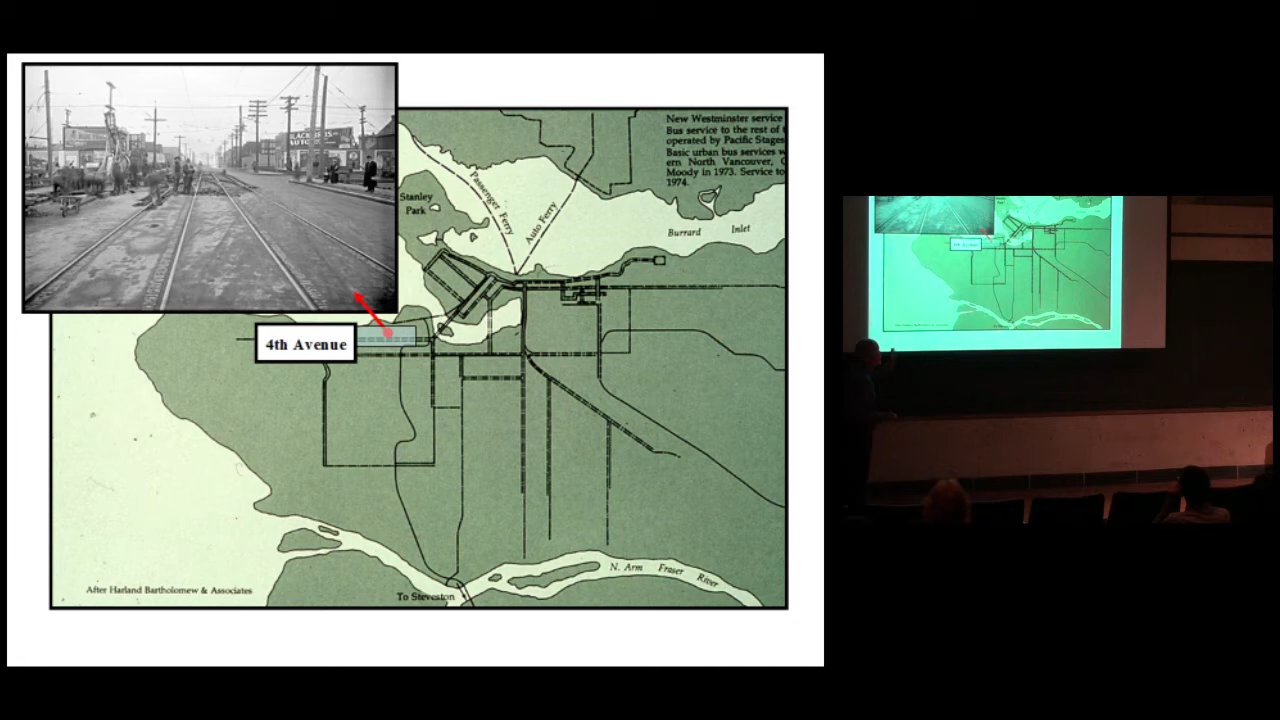 New Westminster service
Bus service to the rest of
operated by Pacific Stages
Basic urban bus services
ern North Vancouver,
Moody in 1973. Service to
1974.
Stanley
Park
Passenger Ferry
Auto Ferry
Burrard Inlet
4th Avenue
N. Arm Fraser River
After Harland Bartholomew & Associates
To Steveston